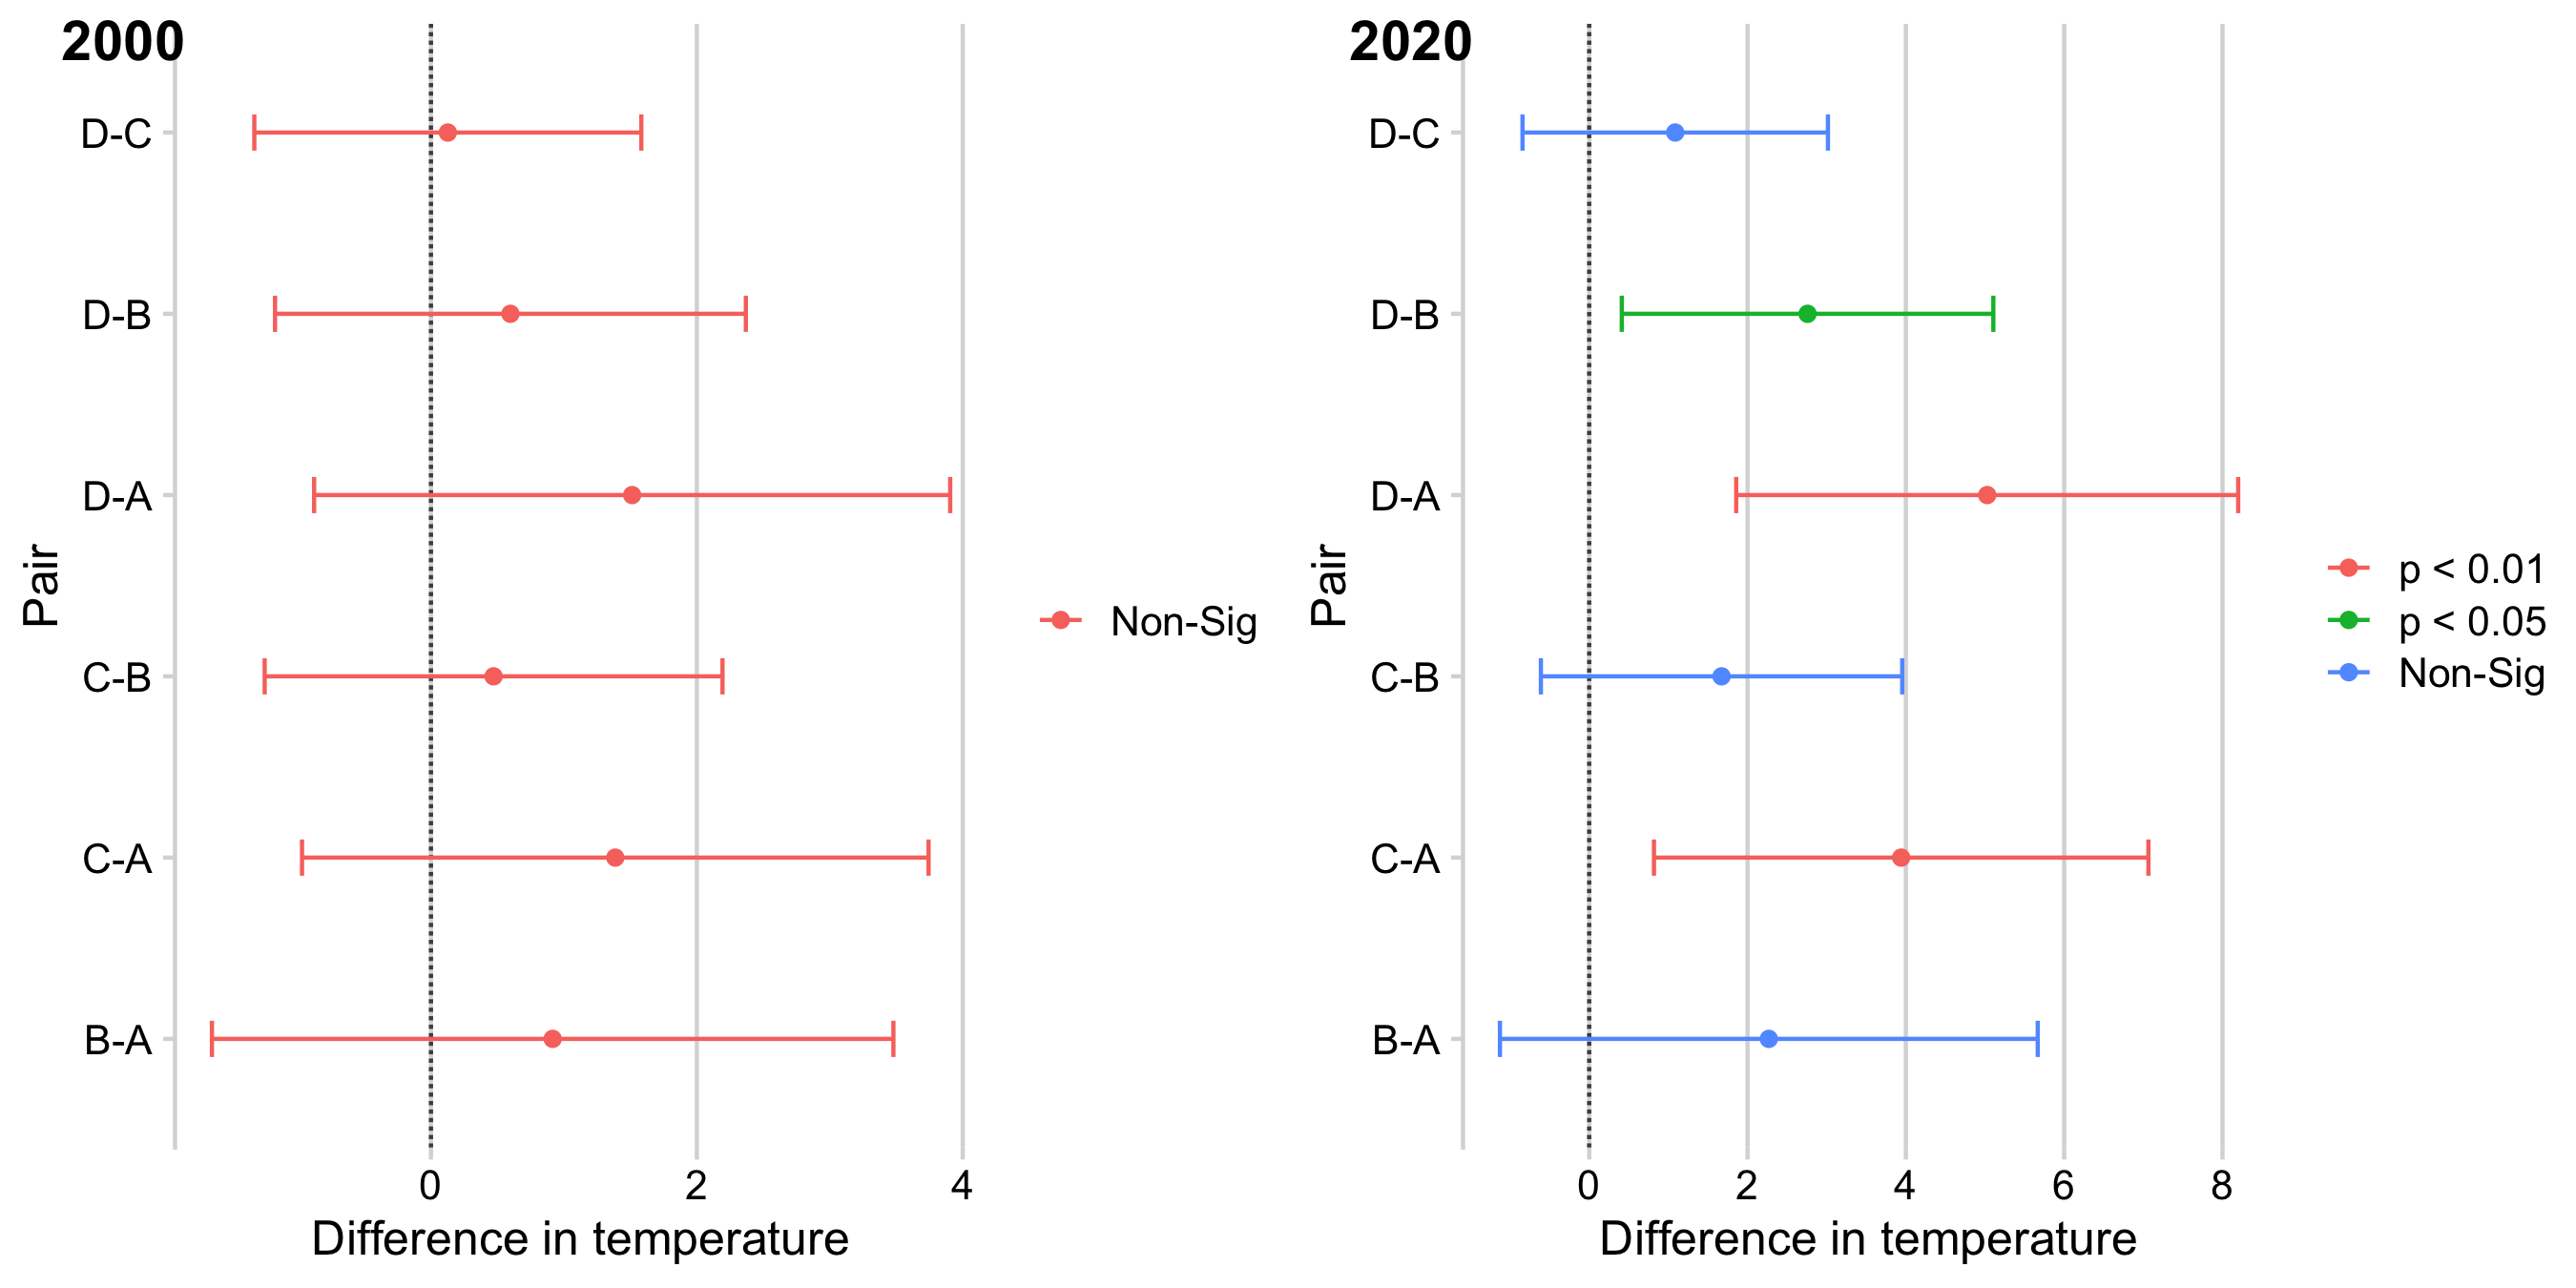 2000
D-C
D-B
D-A
C-B
C-A
B-A
Pair
0 2 4
Difference in temperature
Non-Sig
2020
D-C
D-B
D-A
C-B
C-A
B-A
Pair
0 2 4 6 8
Difference in temperature
p < 0.01
p < 0.05
Non-Sig